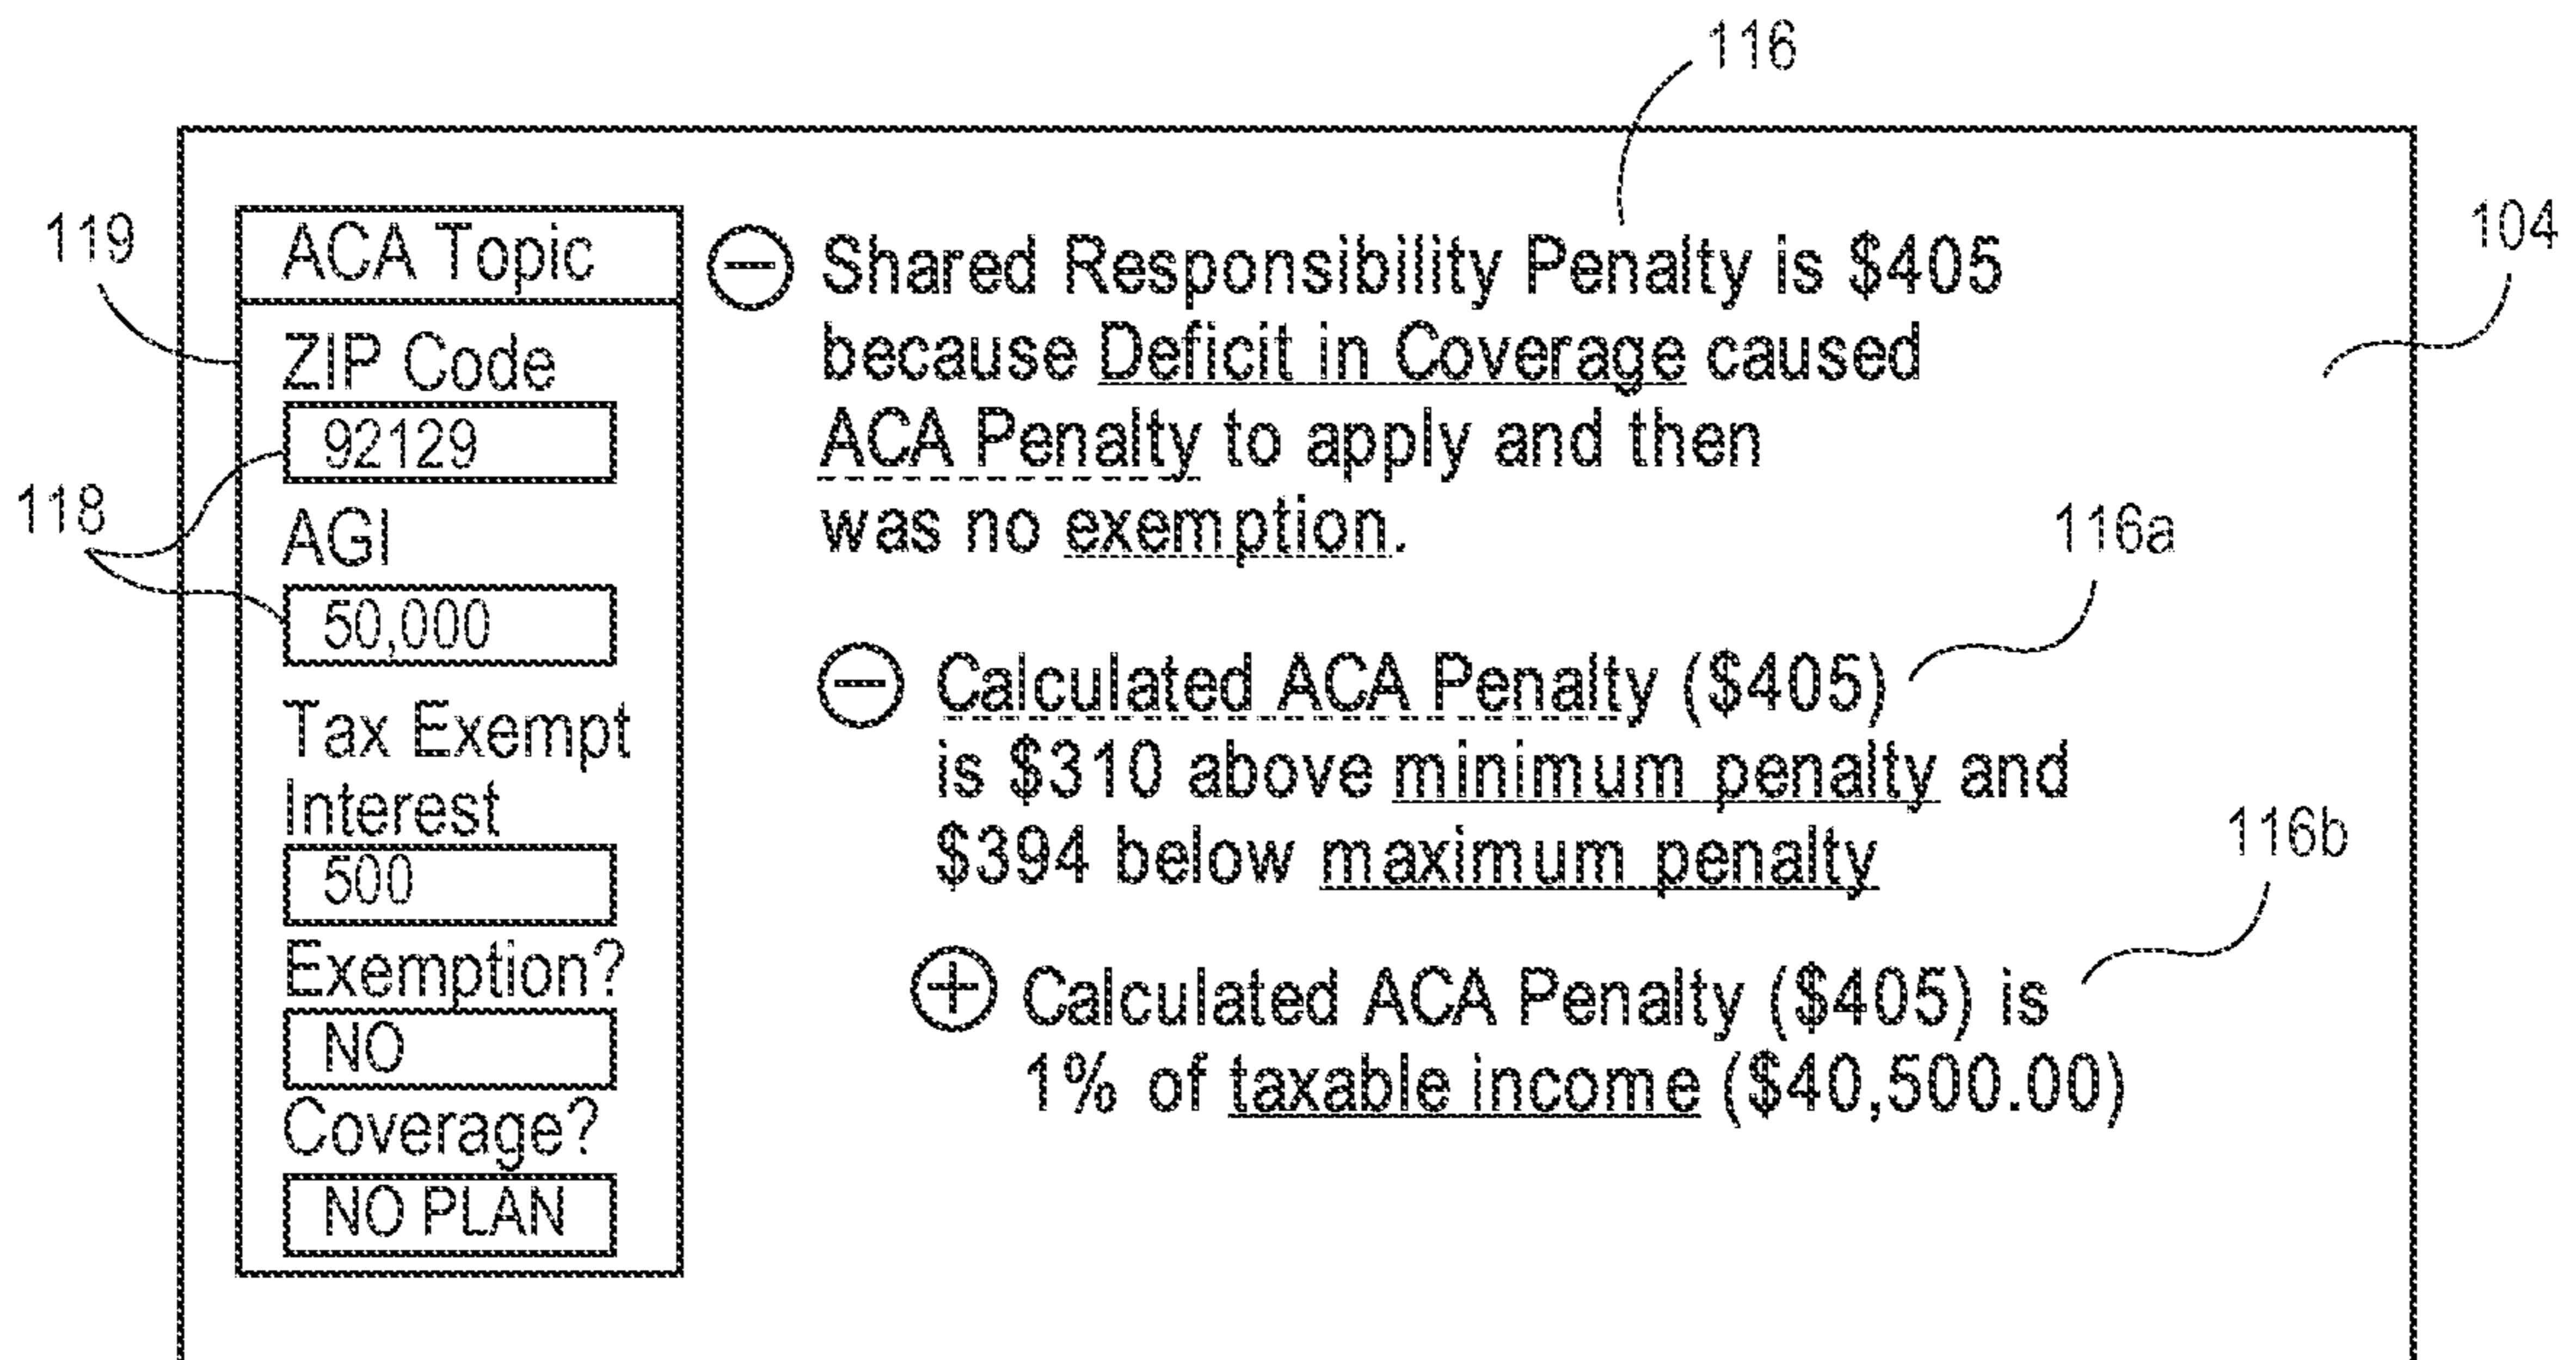 116
119
104
ACA Topic
ZIP Code
92129
118
AGI
50,000
Tax Exempt
Interest
500
Exemption?
NO
Coverage?
NO PLAN
Shared Responsibility Penalty is $405
because Deficit in Coverage caused
ACA Penalty to apply and then
was no exemption.
116a
Calculated ACA Penalty ($405)
is $310 above minimum penalty and
$394 below maximum penalty
116b
Calculated ACA Penalty ($405) is
1% of taxable income ($40,500.00)